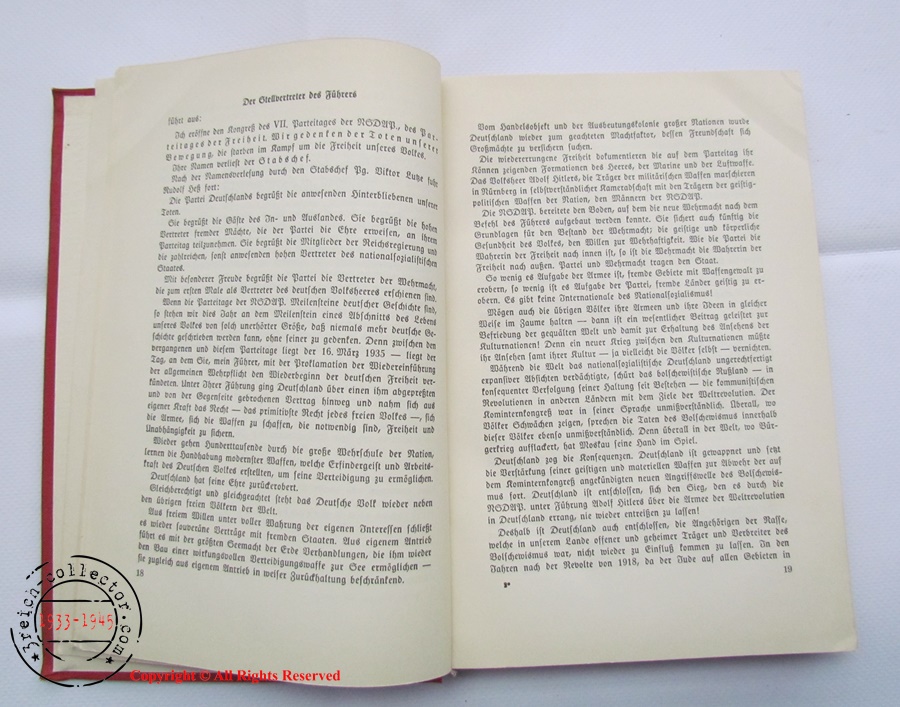 Der Stellvertreter des Führers
führt aus:
Ich eröffne den Kongreß des VII. Parteitages der NSDAP., des Par-
teitages der Freiheit. Wir gedenken der Toten unserer
Bewegung, die starben im Kampf um die Freiheit unseres Volkes.
Ihre Namen verliest der Stabschef.
Nach der Namensverlesung durch den Stabschef Pg. Viktor Lutze fuhr
Rudolf Heß fort:
Die Partei Deutschlands begrüßt die anwesenden Hinterbliebenen unserer
Toten.
Sie begrüßt die Gäste des In- und Auslandes. Sie begrüßt die hohen
Vertreter fremder Mächte, die der Partei die Ehre erweisen, an ihrem
Parteitag teilzunehmen. Sie begrüßt die Mitglieder der Reichsregierung und
die zahlreichen, sonst anwesenden hohen Vertreter des nationalsozialistischen
Staates.
Mit besonderer Freude begrüßt die Partei die Vertreter der Wehrmacht,
die zum ersten Male als Vertreter des deutschen Volksheeres erschienen sind.
Wenn die Parteitage der NSDAP. Meilensteine deutscher Geschichte sind,
so stehen wir dies Jahr an dem Meilenstein eines Abschnitts des Lebens
unseres Volkes von solch unerhörter Größe, daß niemals mehr deutsche Ge-
schichte geschrieben werden kann, ohne seiner zu gedenken. Denn zwischen dem
vergangenen und diesem Parteitage liegt der 16. März 1935 — liegt der
Tag, an dem Sie, mein Führer, mit der Proklamation der Wiedereinführung
der allgemeinen Wehrpflicht den Wiederbeginn der deutschen Freiheit ver-
kündeten. Unter Ihrer Führung ging Deutschland über einen ihm abgepreßten
und von der Gegenseite gebrochenen Vertrag hinweg und nahm sich aus
eigener Kraft das Recht — das primitivste Recht jedes freien Volkes —, sich
die Armee, sich die Waffen zu schaffen, die notwendig sind, Freiheit und
Unabhängigkeit zu sichern.
Wieder gehen Hunderttausende durch die große Wehrschule der Nation,
lernen die Handhabung modernster Waffen, welche Erfindergeist und Arbeits-
kraft des Deutschen Volkes erstellten, um seine Verteidigung zu ermöglichen.
Deutschland hat seine Ehre zurückerobert.
Gleichberechtigt und gleichgeachtet steht das Deutsche Volk wieder neben
den übrigen freien Völkern der Welt.
Aus freiem Willen unter voller Wahrung der eigenen Interessen schließt
es wieder souveräne Verträge mit fremden Staaten. Aus eigenem Antrieb
führt es mit der größten Seemacht der Erde Verhandlungen, die ihm wieder
den Bau einer wirkungsvollen Verteidigungswaffe zur See ermöglichen —
sie zugleich aus eigenem Antrieb in weiser Zurückhaltung beschränkend.
18
Vom Handelsobjekt und der Ausbeutungskolonie großer Nationen wurde
Deutschland wieder zum geachteten Machtfaktor, dessen Freundschaft sich
Großmächte zu versichern suchen.
Die wiedererrungene Freiheit dokumentieren die auf dem Parteitag ihr
Können zeigenden Formationen des Heeres, der Marine und der Luftwaffe.
Das Volksheer Adolf Hitlers, die Träger der militärischen Waffen marschieren
in Nürnberg in selbstverständlicher Kameradschaft mit den Trägern der geistig-
politischen Waffen der Nation, den Männern der NSDAP.
Die NSDAP. bereitete den Boden, auf dem die neue Wehrmacht nach dem
Befehl des Führers aufgebaut werden konnte. Sie sichert auch künftig die
Grundlagen für den Bestand der Wehrmacht: die geistige und körperliche
Gesundheit des Volkes, den Willen zur Wehrhaftigkeit. Wie die Partei die
Wahrerin der Freiheit nach innen ist, so ist die Wehrmacht die Wahrerin der
Freiheit nach außen. Partei und Wehrmacht tragen den Staat.
So wenig es Aufgabe der Armee ist, fremde Gebiete mit Waffengewalt zu
erobern, so wenig ist es Aufgabe der Partei, fremde Länder geistig zu er-
obern. Es gibt keine Internationale des Nationalsozialismus!
Mögen auch die übrigen Völker ihre Armeen und ihre Ideen in gleicher
Weise im Zaume halten — dann ist ein wesentlicher Beitrag geleistet zur
Befriedung der gequälten Welt und damit zur Erhaltung des Ansehens der
Kulturnationen! Denn ein neuer Krieg zwischen den Kulturnationen müßte
ihr Ansehen samt ihrer Kultur — ja vielleicht die Völker selbst — vernichten.
Während die Welt das nationalsozialistische Deutschland ungerechtfertigt
expansiver Absichten verdächtigte, schürt das bolschewistische Rußland — in
konsequenter Verfolgung seiner Haltung seit Bestehen — die kommunistischen
Revolutionen in anderen Ländern mit dem Ziele der Weltrevolution. Der
Kominternkongreß war in seiner Sprache unmißverständlich. Überall, wo
Völker Schwächen zeigen, sprechen die Taten des Bolschewismus innerhalb
dieser Völker ebenso unmißverständlich. Denn überall in der Welt, wo Bür-
gerkrieg aufflackert, hat Moskau seine Hand im Spiel.
Deutschland zog die Konsequenzen. Deutschland ist gewappnet und setzt
die Verstärkung seiner geistigen und materiellen Waffen zur Abwehr der auf
dem Kominternkongreß angekündigten neuen Angriffswelle des Bolschewis-
mus fort. Deutschland ist entschlossen, sich den Sieg, den es durch die
NSDAP. unter Führung Adolf Hitlers über die Armee der Weltrevolution
in Deutschland errang, nie wieder entreißen zu lassen!
Deshalb ist Deutschland auch entschlossen, die Angehörigen der Rasse,
welche in unserem Lande offener und geheimer Träger und Verbreiter des
Bolschewismus war, nicht wieder zu Einfluß kommen zu lassen. In den
Jahren nach der Revolte von 1918, da der Jude auf allen Gebieten in
19
3reich-collector.com
1933-1945
Copyright © All Rights Reserved